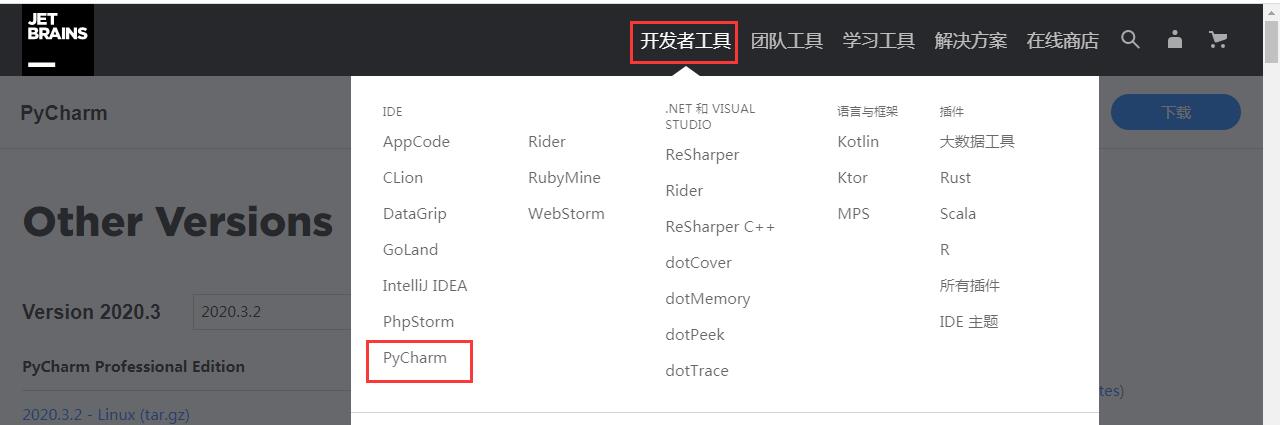 JET
BRAINS
开发者工具 团队工具 学习工具 解决方案 在线商店
PyCharm
下载
IDE
AppCode
CLion
DataGrip
GoLand
IntelliJ IDEA
PhpStorm
PyCharm
Rider
RubyMine
WebStorm
.NET 和 VISUAL
STUDIO
ReSharper
Rider
ReSharper C++
dotCover
dotMemory
dotPeek
dotTrace
语言与框架
Kotlin
Ktor
MPS
插件
大数据工具
Rust
Scala
R
所有插件
IDE 主题
Other Versions
Version 2020.3
2020.3.2
PyCharm Professional Edition
2020.3.2 - Linux (tar.gz)
tes)